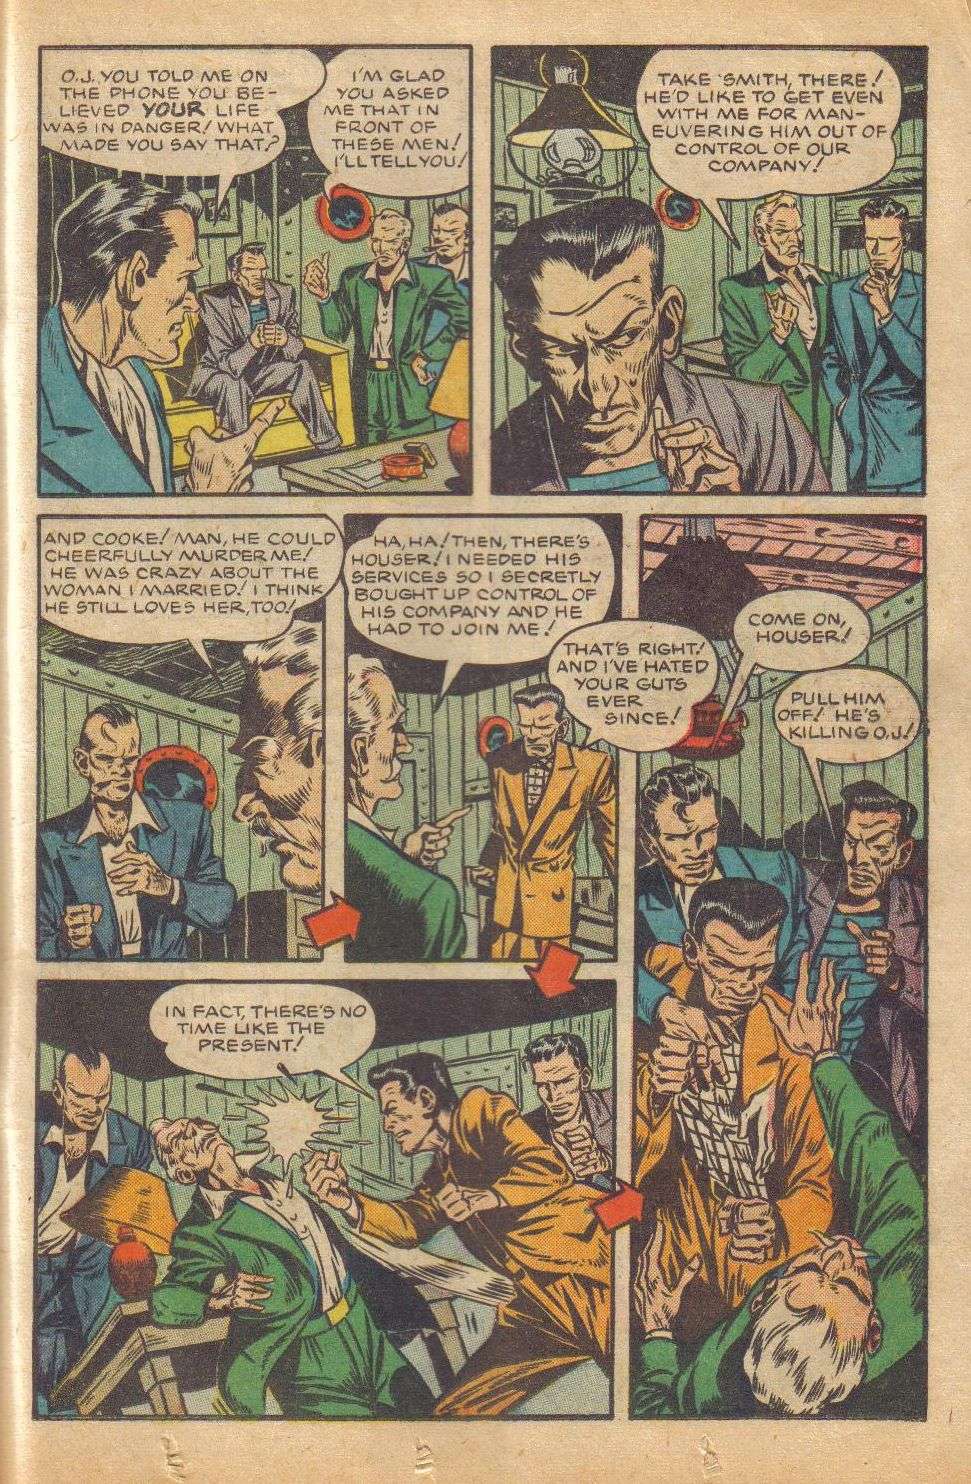 O.J. YOU TOLD ME ON
THE PHONE YOU BE-
LIEVED YOUR LIFE
WAS IN DANGER! WHAT
MADE YOU SAY THAT?
I'M GLAD
YOU ASKED
ME THAT IN
FRONT OF
THESE MEN!
I'LL TELL YOU!
TAKE SMITH, THERE!
HE'D LIKE TO GET EVEN
WITH ME FOR MAN-
EUVERING HIM OUT OF
CONTROL OF OUR
COMPANY!
AND COOKE! MAN, HE COULD
CHEERFULLY MURDER ME!
HE WAS CRAZY ABOUT THE
WOMAN I MARRIED! I THINK
HE STILL LOVES HER, TOO!
HA, HA! THEN, THERE'S
HOUSER! I NEEDED HIS
SERVICES SO I SECRETLY
BOUGHT UP CONTROL OF
HIS COMPANY AND HE
HAD TO JOIN ME!
THAT'S RIGHT!
AND I'VE HATED
YOUR GUTS
EVER
SINCE!
IN FACT, THERE'S NO
TIME LIKE THE
PRESENT!
COME ON,
HOUSER!
PULL HIM
OFF! HE'S
KILLING O.J.!